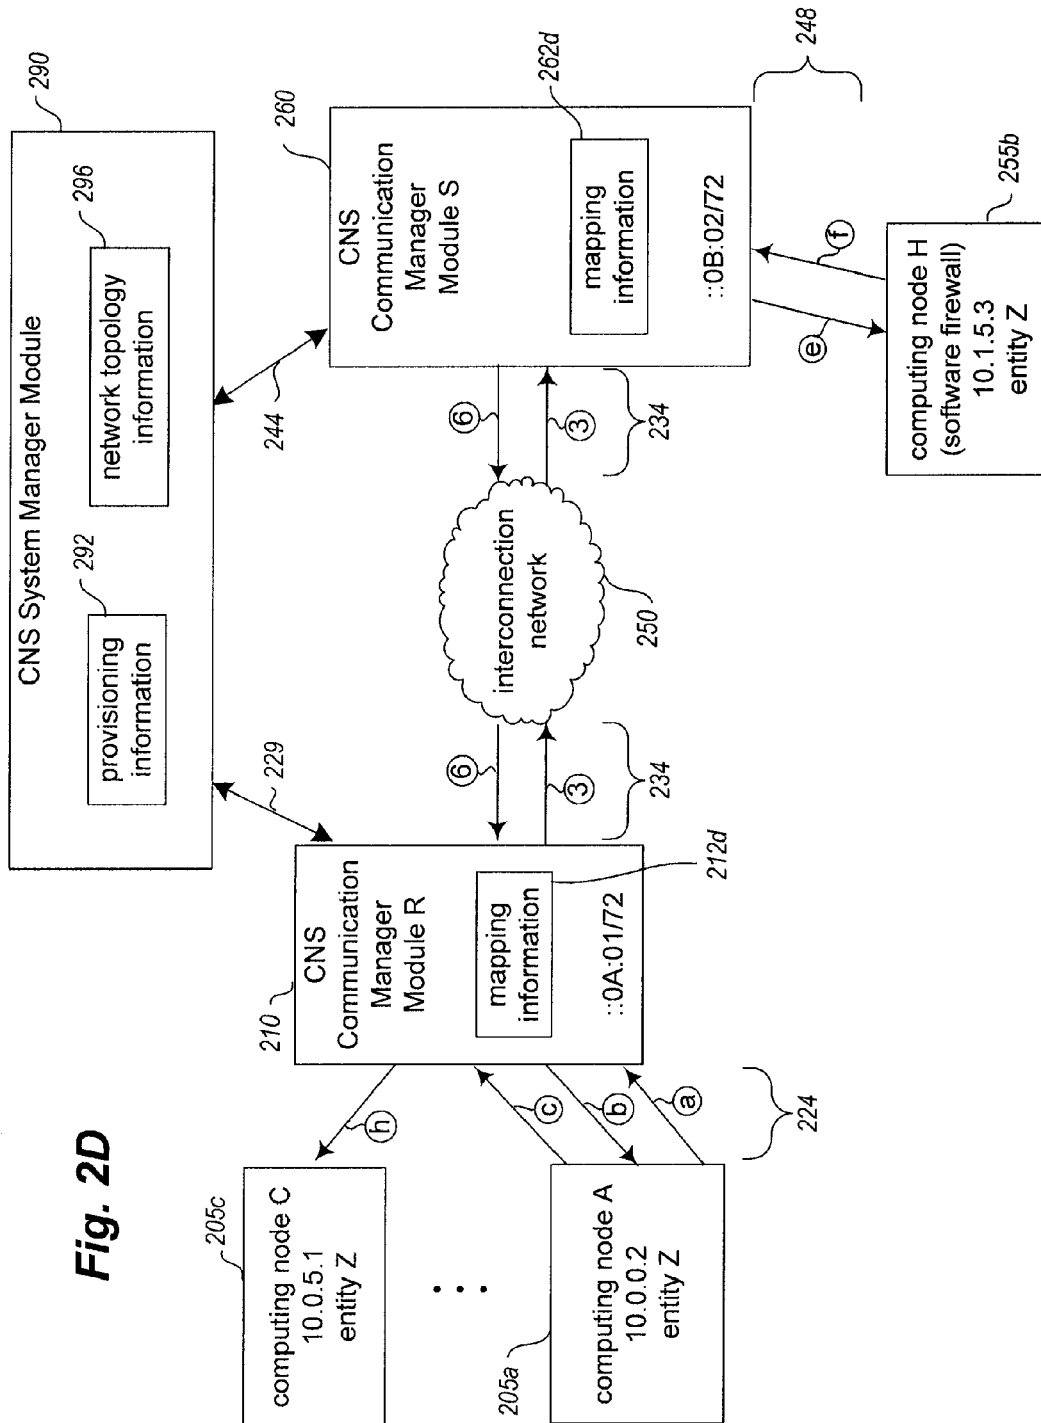 Fig. 2D
290
CNS System Manager Module
292
provisioning
information
296
network topology
information
229
244
210
CNS
Communication
Manager
Module R
mapping
information
212d
::0A:01/72
260
CNS
Communication
Manager
Module S
262d
mapping
information
::0B:02/72
6
3
234
interconnection
network
250
6
3
234
205c
computing node C
10.0.5.1
entity Z
h
205a
computing node A
10.0.0.2
entity Z
c
b
a
224
e
f
248
255b
computing node H
(software firewall)
10.1.5.3
entity Z